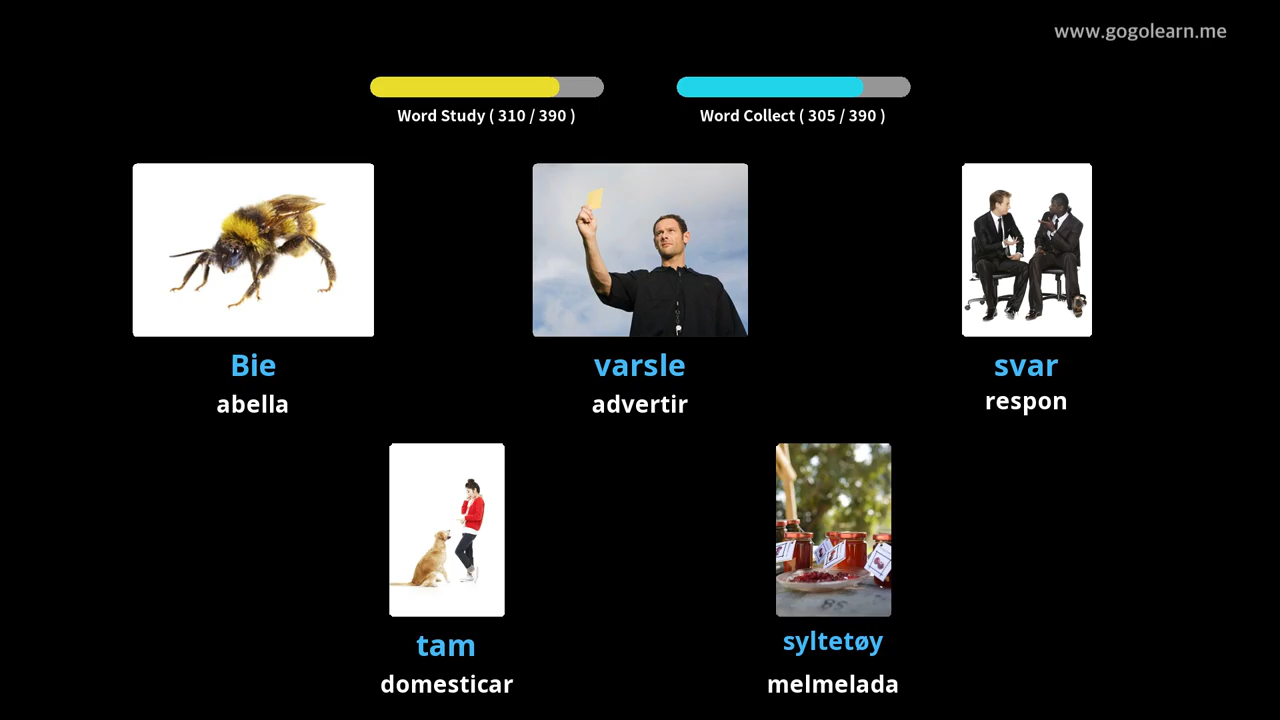 www.gogolearn.me
Word Study ( 310 / 390 )
Word Collect ( 305 / 390 )
Bie
abella
varsle
advertir
svar
respon
tam
domesticar
syltetøy
melmelada